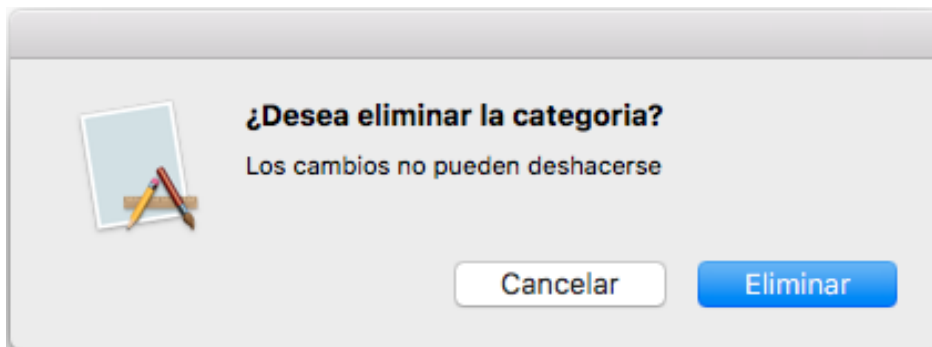 ¿Desea eliminar la categoria?
Los cambios no pueden deshacerse
Cancelar
Eliminar